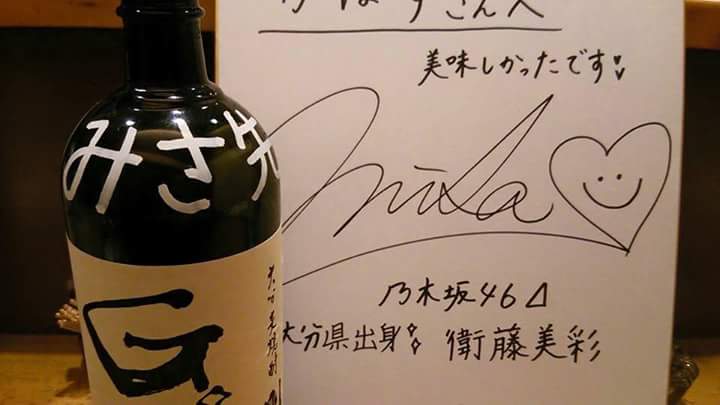 さんへ
美味しかったです
misa
乃木坂46
大分県出身 衛藤美彩
みさ先
G